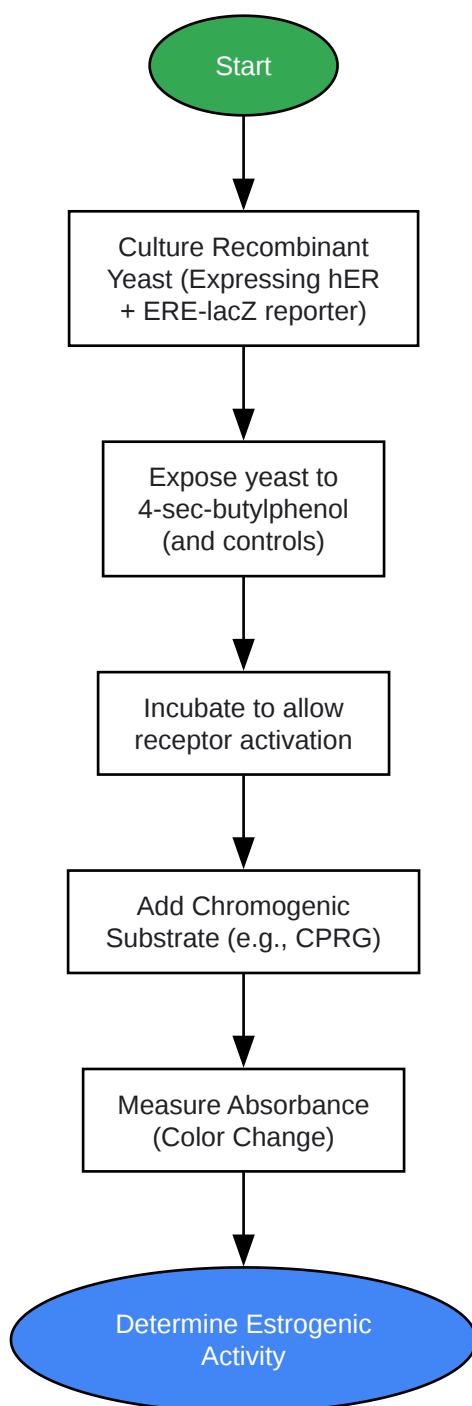 Start
Culture Recombinant
Yeast (Expressing hER
+ ERE-lacZ reporter)
Expose yeast to
4-sec-butylphenol
(and controls)
Incubate to allow
receptor activation
Add Chromogenic
Substrate (e.g., CPRG)
Measure Absorbance
(Color Change)
Determine Estrogenic
Activity